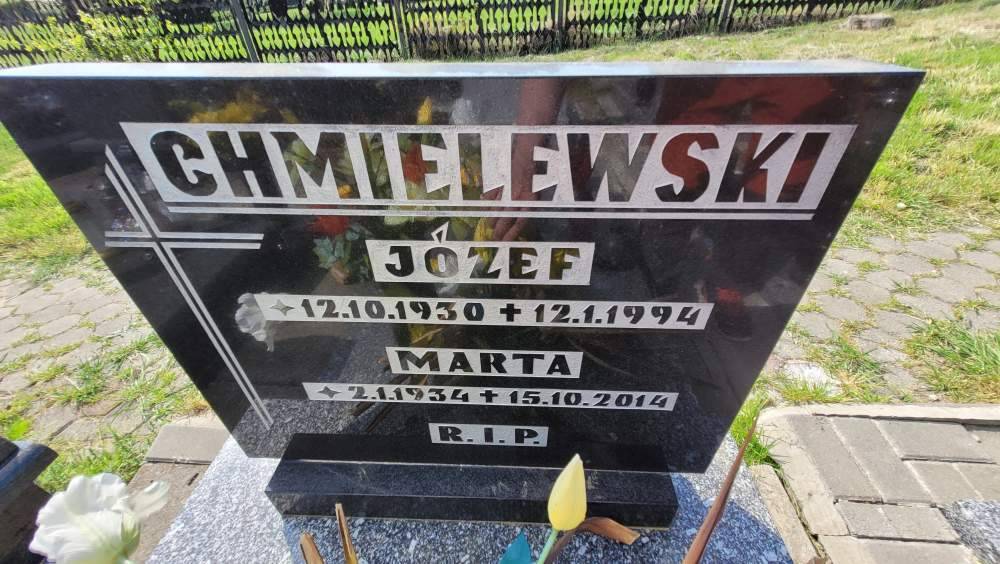 CHMIELEWSKI
JÓZEF
✧ 12.10.1930 ✝ 12.1.1994
MARTA
✧ 2.1.1934 ✝ 15.10.2014
R.I.P.